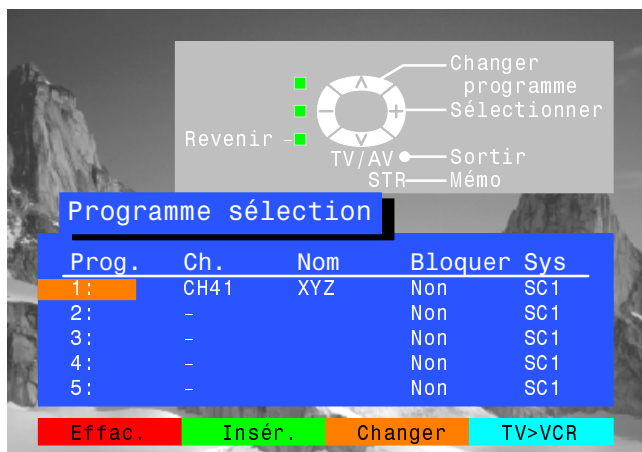 Changer
programme
Sélectionner
Revenir
TV/AV
Sortir
STR
Mémo
Programme sélection
Prog. Ch. Nom Bloquer Sys
1: CH41 XYZ Non SC1
2: – Non SC1
3: – Non SC1
4: – Non SC1
5: – Non SC1
Effac. Insér. Changer TV>VCR